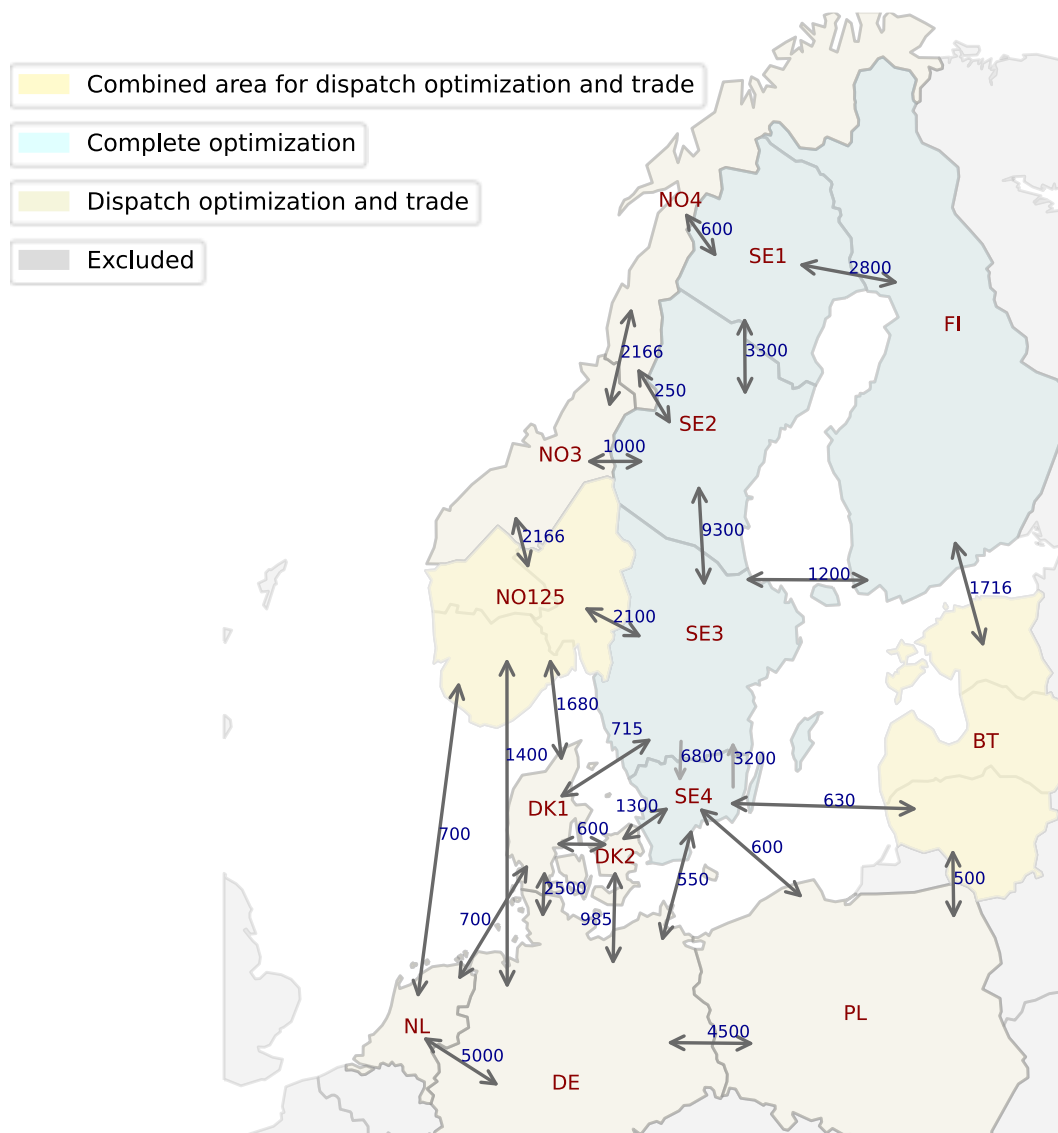 Combined area for dispatch optimization and trade
Complete optimization
Dispatch optimization and trade
Excluded
NO4
600
SE1
2800
FI
3300
2166
250
SE2
1000
NO3
9300
2166
1200
1716
NO125
2100
SE3
1680
715
1400
6800
3200
BT
SE4
630
DK1
1300
600
700
600
DK2
550
500
2500
985
700
NL
PL
4500
5000
DE